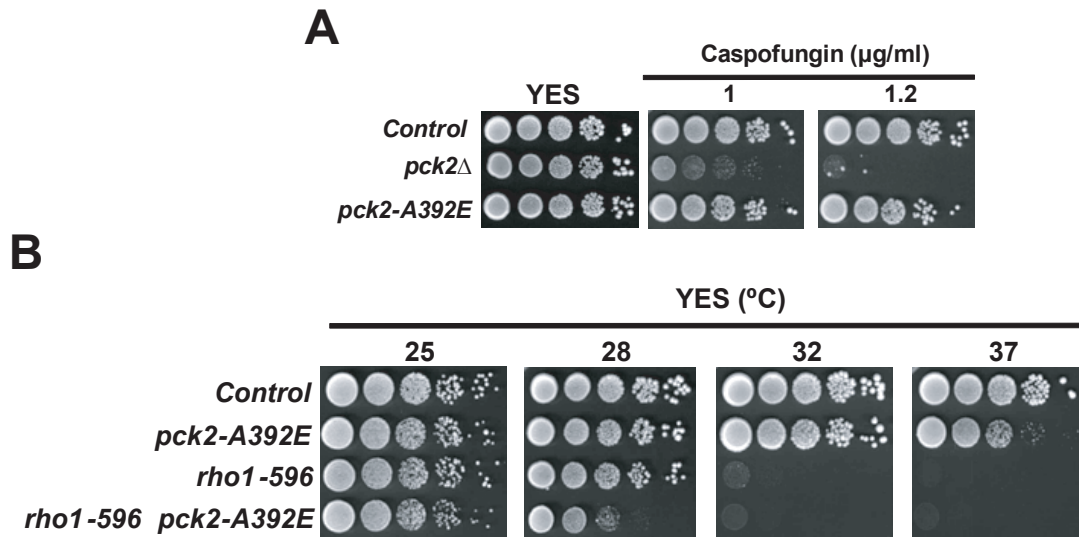 A
Caspofungin (µg/ml)
YES 1 1.2
Control
pck2Δ
pck2-A392E
B
YES (ºC)
25 28 32 37
Control
pck2-A392E
rho1-596
rho1-596 pck2-A392E